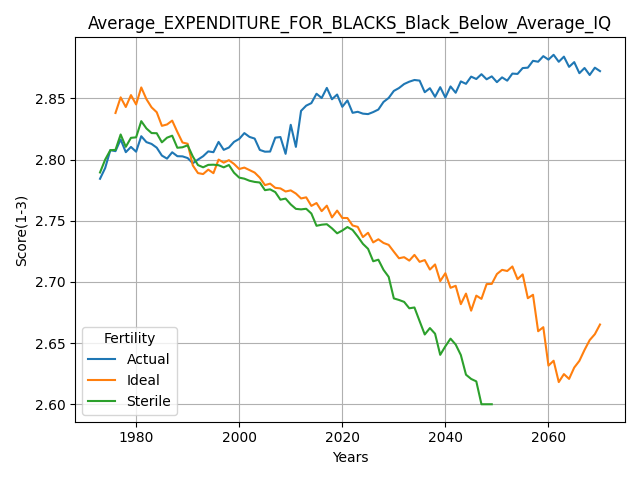 Average_EXPENDITURE_FOR_BLACKS_Black_Below_Average_IQ
Score(1-3)
2.85
2.80
2.75
2.70
2.65
2.60
Fertility
Actual
Ideal
Sterile
1980 2000 2020 2040 2060
Years